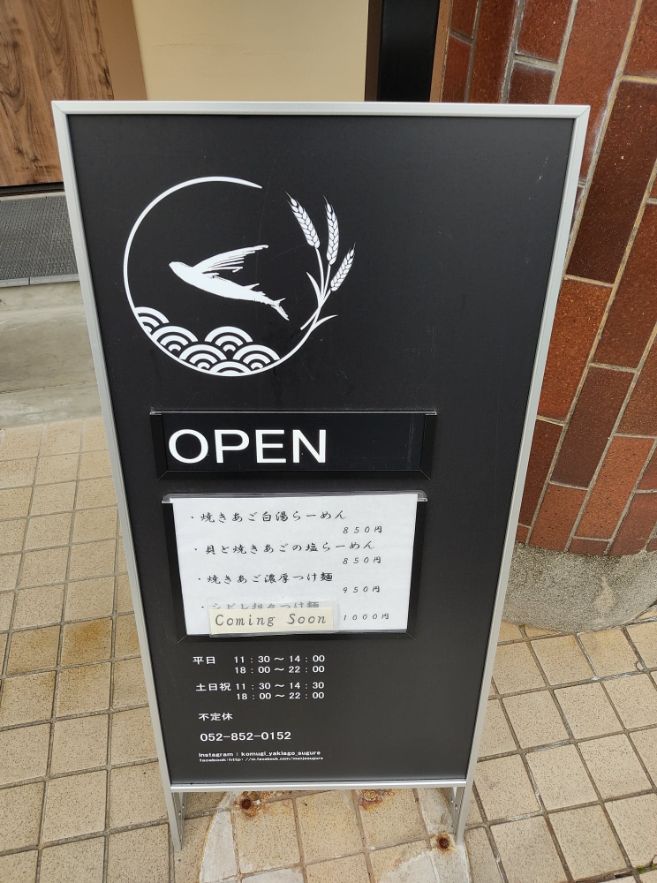 OPEN
・焼きあご白湯らーめん
850円
・貝と焼きあごの塩らーめん
850円
・焼きあご濃厚つけ麺
950円
つけ麺
Coming Soon 1000円
平日 11:30～14:00
18:00～22:00
土日祝 11:30～14:30
18:00～22:00
不定休
052-852-0152
Instagram : komugi_yakiago_sugure